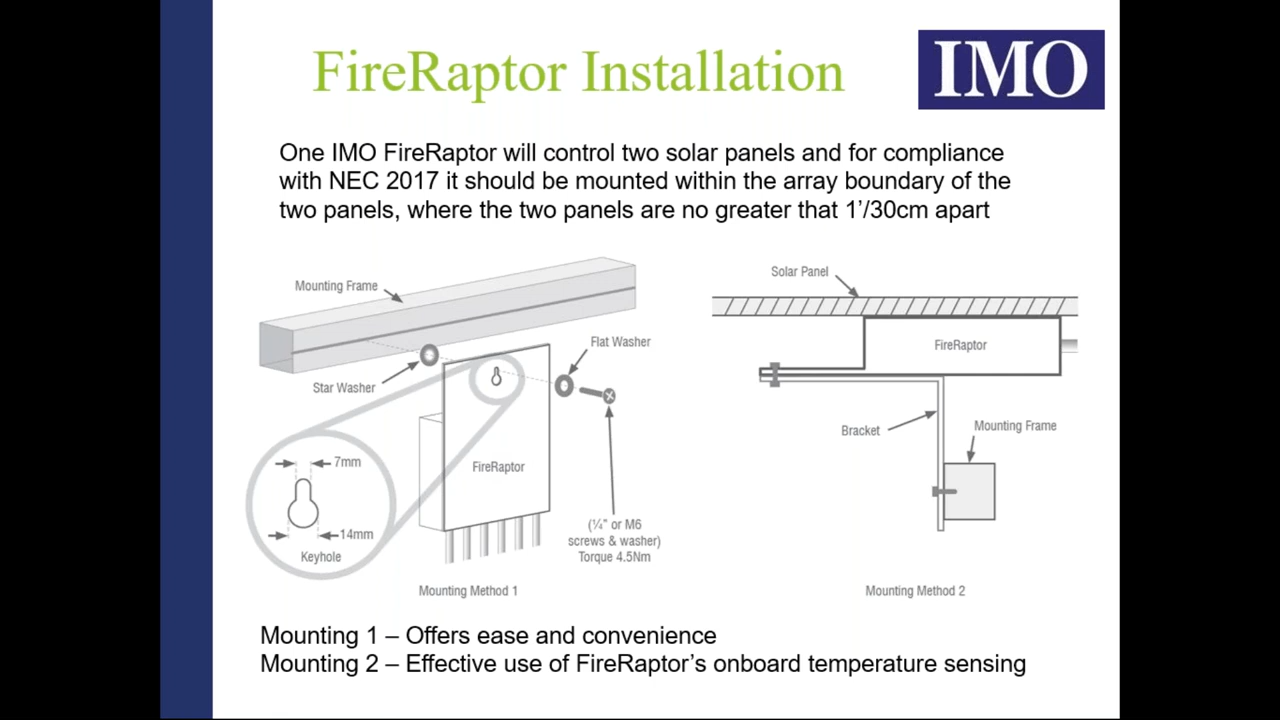 FireRaptor Installation
IMO
One IMO FireRaptor will control two solar panels and for compliance
with NEC 2017 it should be mounted within the array boundary of the
two panels, where the two panels are no greater that 1’/30cm apart
Mounting Frame
Star Washer
Flat Washer
FireRaptor
7mm
14mm
Keyhole
(¼" or M6
screws & washer)
Torque 4.5Nm
Mounting Method 1
Solar Panel
FireRaptor
Bracket
Mounting Frame
Mounting Method 2
Mounting 1 – Offers ease and convenience
Mounting 2 – Effective use of FireRaptor’s onboard temperature sensing